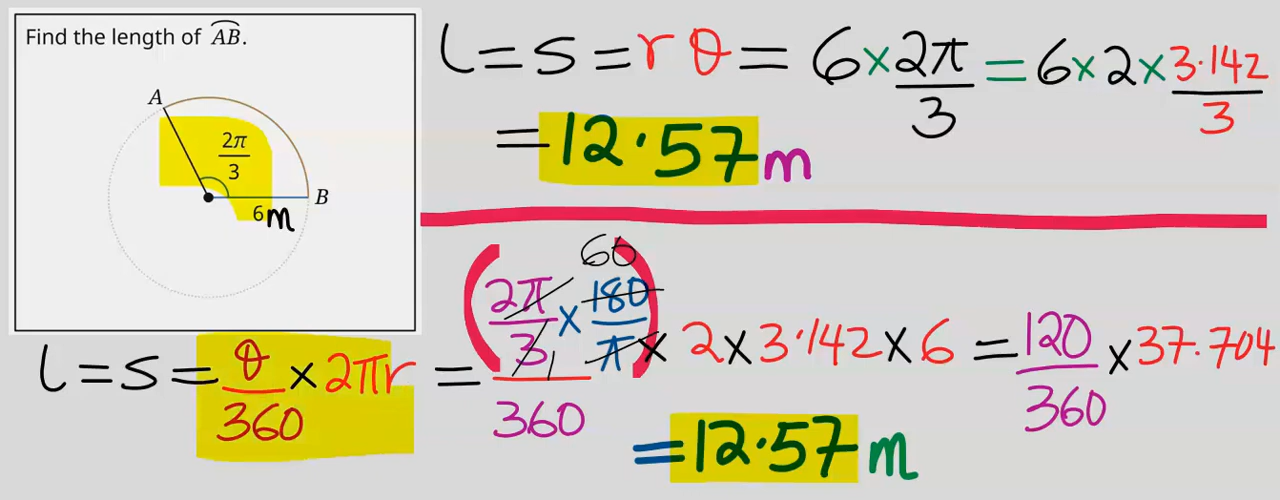 Find the length of AB.
A
2π/3
6m
B
l = s = r θ = 6 × 2π/3 = 6 × 2 × 3.142/3
= 12.57 m
l = s = θ/360 × 2πr = (2π/3 × 180/π)/360 × 2 × 3.142 × 6 = 120/360 × 37.704
60
1
= 12.57 m